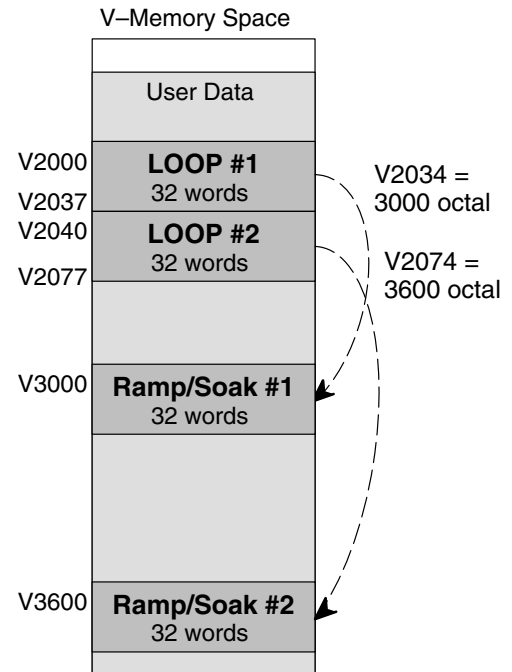 V–Memory Space
User Data
V2000
LOOP #1
32 words
V2037
V2040
LOOP #2
32 words
V2077
V2034 =
3000 octal
V2074 =
3600 octal
V3000
Ramp/Soak #1
32 words
V3600
Ramp/Soak #2
32 words